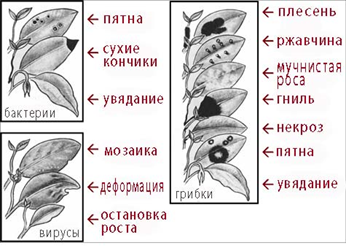 ← пятна
← сухие
кончики
← увядание
бактерии
← мозаика
← деформация
← остановка
роста
вирусы
← плесень
← ржавчина
← мучнистая
роса
← гниль
← некроз
← пятна
← увядание
грибки